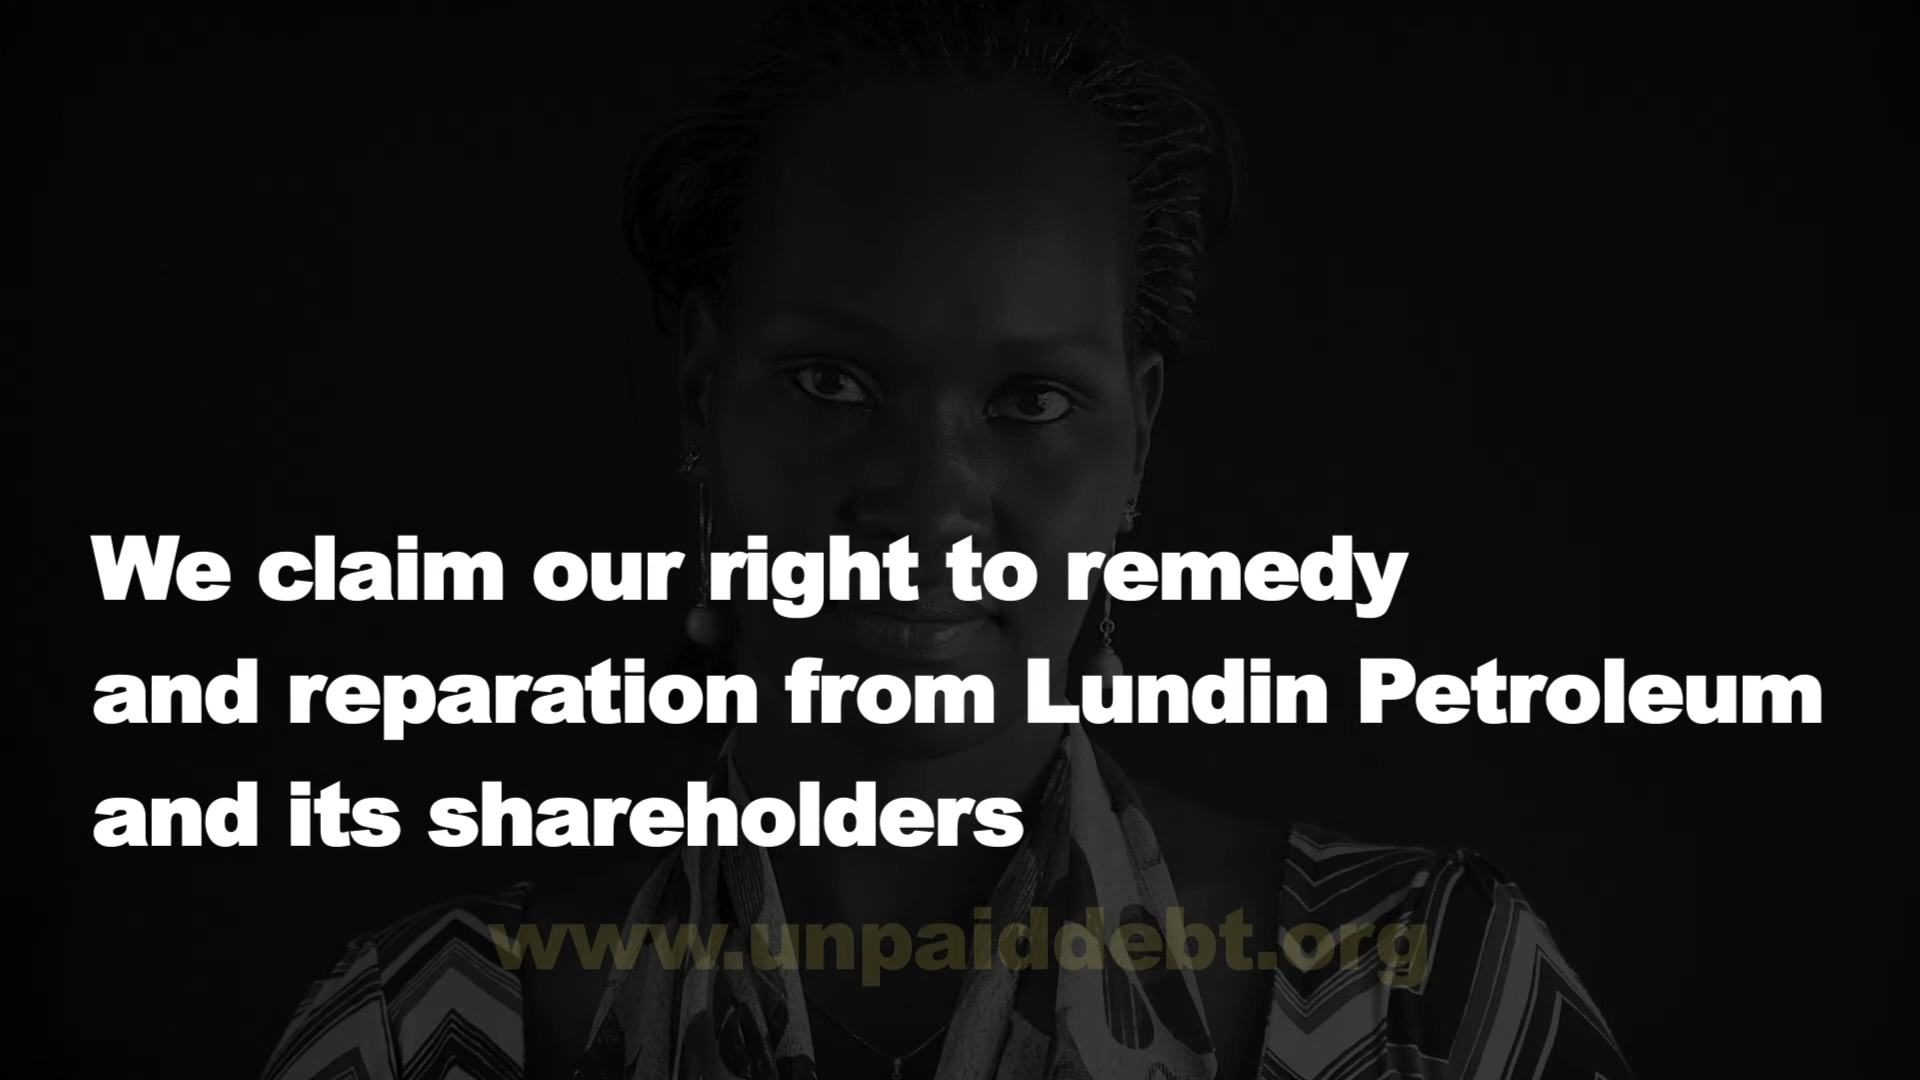 We claim our right to remedy
and reparation from Lundin Petroleum
and its shareholders
www.unpaiddebt.org